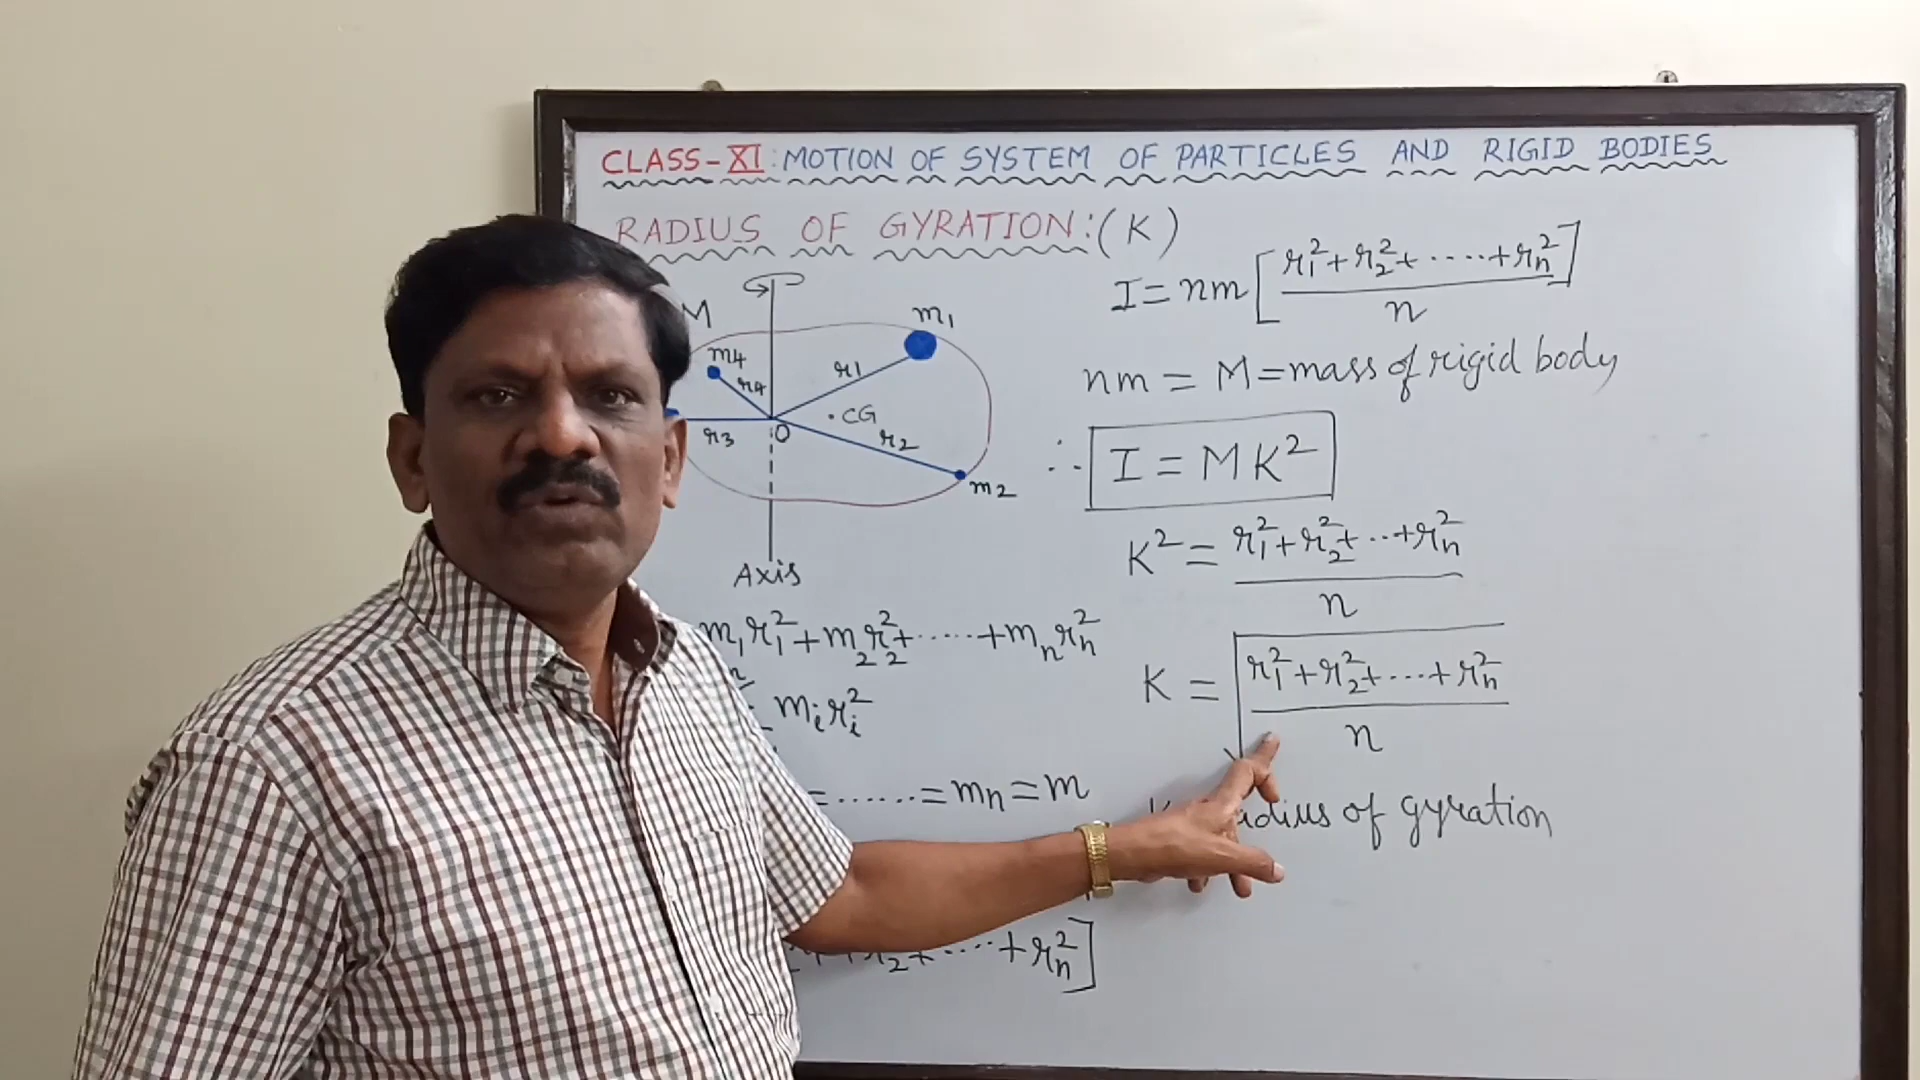 CLASS-XI: MOTION OF SYSTEM OF PARTICLES AND RIGID BODIES
RADIUS OF GYRATION: (K)
M
m₄
r₄
m₁
r₁
.CG
r₃
O
r₂
m₂
Axis
m₁r₁²+m₂r₂²+.....+mₙrₙ²
mᵢrᵢ²
=......=mₙ=m
+r₂²+....+rₙ²]
I=nm[r₁²+r₂²+.....+rₙ²/n]
nm = M=mass of rigid body
∴ I = MK²
K² = r₁²+r₂²+..+rₙ²/n
K = √r₁²+r₂²+....+rₙ²/n
of gyration